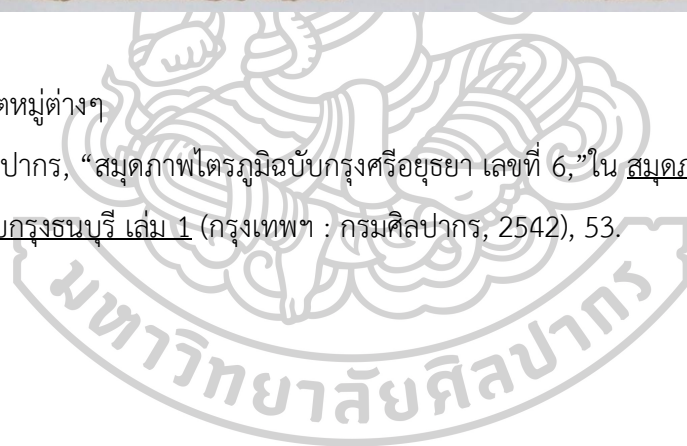 ตหมู่ต่างๆ
ปากร, “สมุดภาพไตรภูมิฉบับกรุงศรีอยุธยา เลขที่ 6,”ใน สมุดภ
บกรุงธนบุรี เล่ม 1 (กรุงเทพฯ : กรมศิลปากร, 2542), 53.
มหาวิทยาลัยศิลปากร